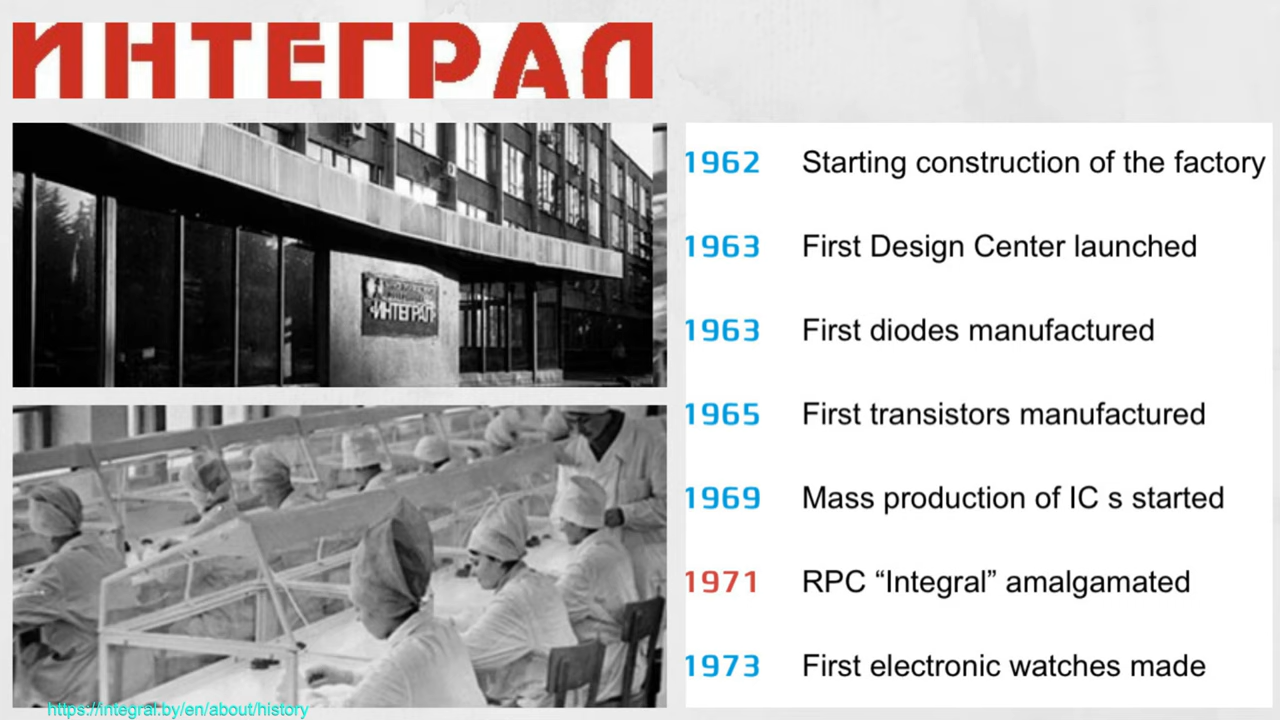 ИНТЕГРАЛ
«ИНТЕГРАЛ»
1962 Starting construction of the factory
1963 First Design Center launched
1963 First diodes manufactured
1965 First transistors manufactured
1969 Mass production of IC s started
1971 RPC “Integral” amalgamated
1973 First electronic watches made
https://integral.by/en/about/history